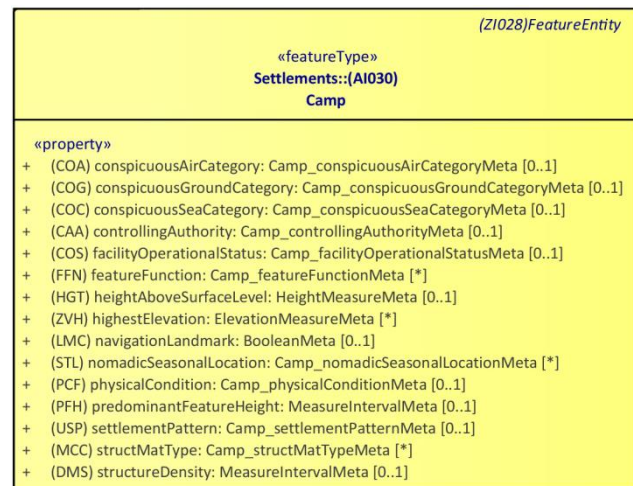 (ZI028)FeatureEntity
«featureType»
Settlements::(AI030)
Camp
«property»
+ (COA) conspicuousAirCategory: Camp_conspicuousAirCategoryMeta [0..1]
+ (COG) conspicuousGroundCategory: Camp_conspicuousGroundCategoryMeta [0..1]
+ (COC) conspicuousSeaCategory: Camp_conspicuousSeaCategoryMeta [0..1]
+ (CAA) controllingAuthority: Camp_controllingAuthorityMeta [0..1]
+ (COS) facilityOperationalStatus: Camp_facilityOperationalStatusMeta [0..1]
+ (FFN) featureFunction: Camp_featureFunctionMeta [*]
+ (HGT) heightAboveSurfaceLevel: HeightMeasureMeta [0..1]
+ (ZVH) highestElevation: ElevationMeasureMeta [*]
+ (LMC) navigationLandmark: BooleanMeta [0..1]
+ (STL) nomadicSeasonalLocation: Camp_nomadicSeasonalLocationMeta [*]
+ (PCF) physicalCondition: Camp_physicalConditionMeta [0..1]
+ (PFH) predominantFeatureHeight: MeasureIntervalMeta [0..1]
+ (USP) settlementPattern: Camp_settlementPatternMeta [0..1]
+ (MCC) structMatType: Camp_structMatTypeMeta [*]
+ (DMS) structureDensity: MeasureIntervalMeta [0..1]